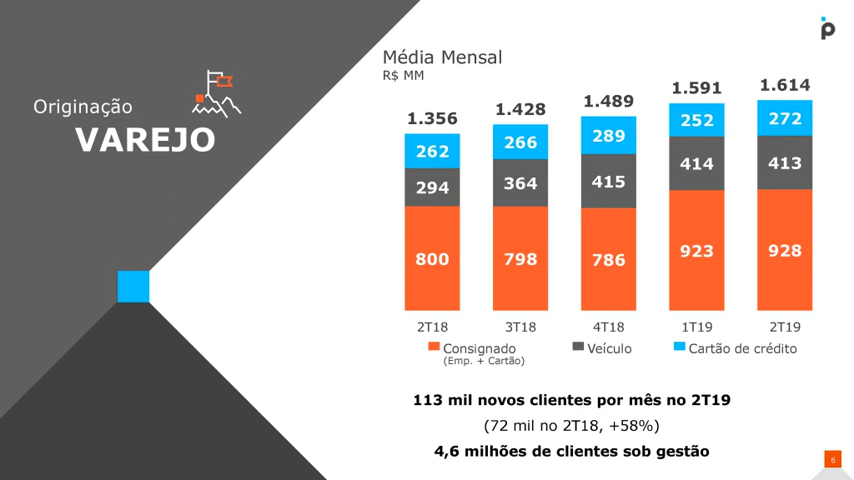 Originação
VAREJO
Média Mensal
R$ MM
1.356
1.428
1.489
1.591
1.614
262
266
289
252
272
294
364
415
414
413
800
798
786
923
928
2T18
3T18
4T18
1T19
2T19
Consignado
(Emp. + Cartão)
Veículo
Cartão de crédito
113 mil novos clientes por mês no 2T19
(72 mil no 2T18, +58%)
4,6 milhões de clientes sob gestão
6